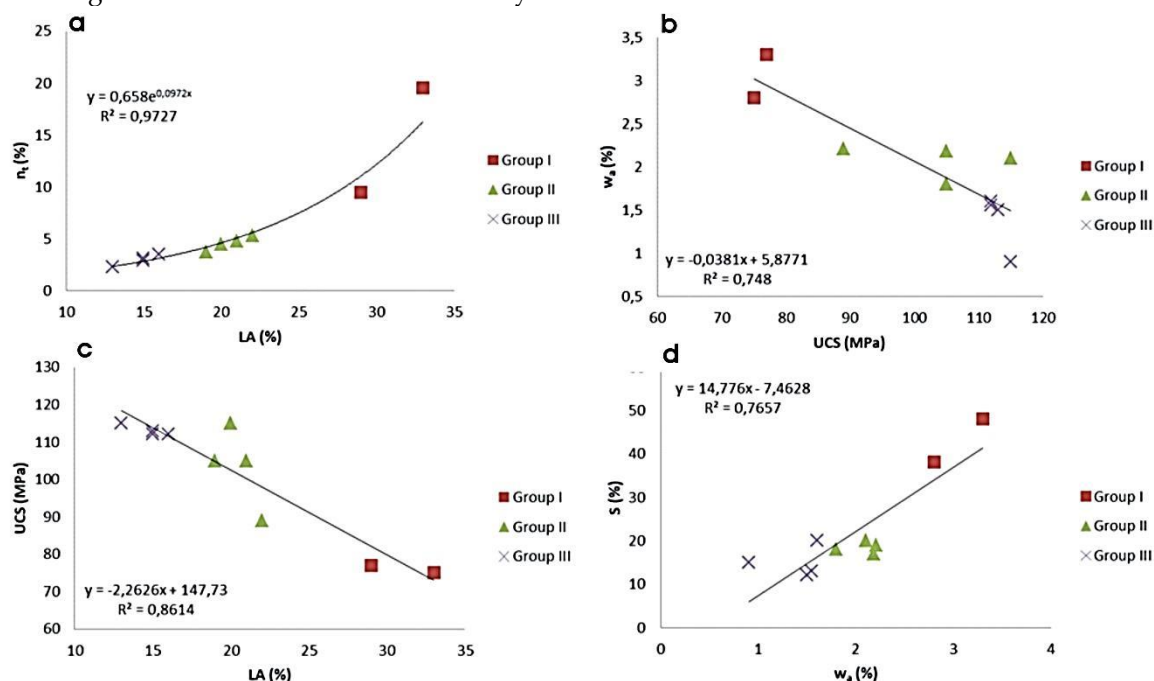 a
25
20
15
10
5
0
10 15 20 25 30 35
nt (%)
LA (%)
y = 0,658e^0,0972x
R² = 0,9727
Group I
Group II
Group III
b
3,5
3
2,5
2
1,5
1
0,5
60 70 80 90 100 110 120
wa (%)
UCS (MPa)
y = -0,0381x + 5,8771
R² = 0,748
Group I
Group II
Group III
c
130
120
110
100
90
80
70
60
10 15 20 25 30 35
UCS (MPa)
LA (%)
y = -2,2626x + 147,73
R² = 0,8614
Group I
Group II
Group III
d
50
40
30
20
10
0
0 1 2 3 4
S (%)
wa (%)
y = 14,776x - 7,4628
R² = 0,7657
Group I
Group II
Group III